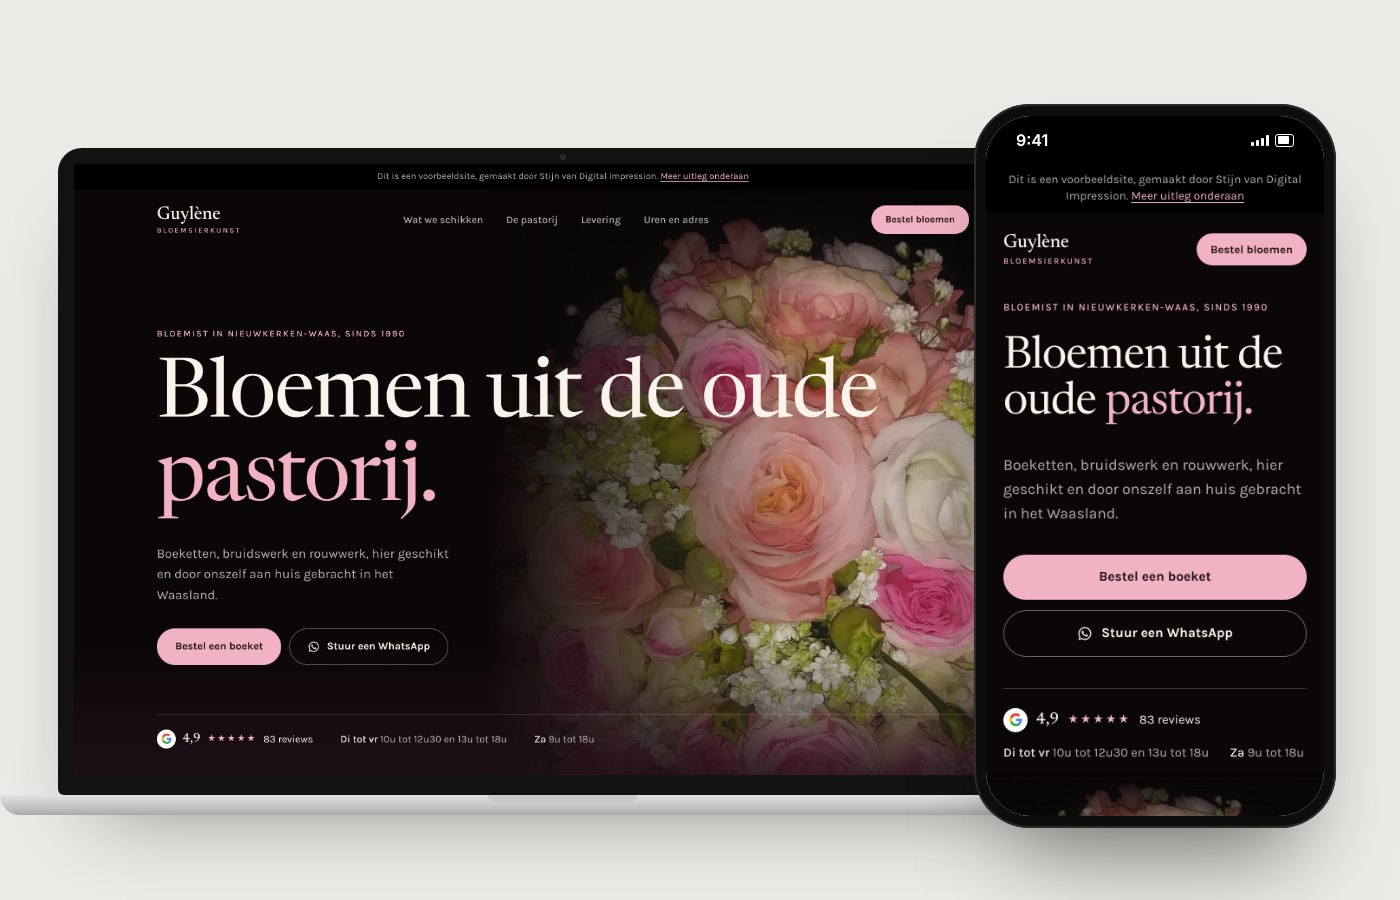 Dit is een voorbeeldsite, gemaakt door Stijn van Digital Impression. Meer uitleg onderaan
Guylène
BLOEMSIERKUNST
Wat we schikken De pastorij Levering Uren en adres
Bestel bloemen
BLOEMIST IN NIEUWKERKEN-WAAS, SINDS 1990
Bloemen uit de oude
pastorij.
Boeketten, bruidswerk en rouwwerk, hier geschikt
en door onszelf aan huis gebracht in het
Waasland.
Bestel een boeket
Stuur een WhatsApp
G 4,9 ★★★★★ 83 reviews Di tot vr 10u tot 12u30 en 13u tot 18u Za 9u tot 18u
9:41
Dit is een voorbeeldsite, gemaakt door Stijn van Digital
Impression. Meer uitleg onderaan
Guylène
BLOEMSIERKUNST
Bestel bloemen
BLOEMIST IN NIEUWKERKEN-WAAS, SINDS 1990
Bloemen uit de
oude pastorij.
Boeketten, bruidswerk en rouwwerk, hier
geschikt en door onszelf aan huis gebracht
in het Waasland.
Bestel een boeket
Stuur een WhatsApp
G 4,9 ★★★★★ 83 reviews
Di tot vr 10u tot 12u30 en 13u tot 18u Za 9u tot 18u